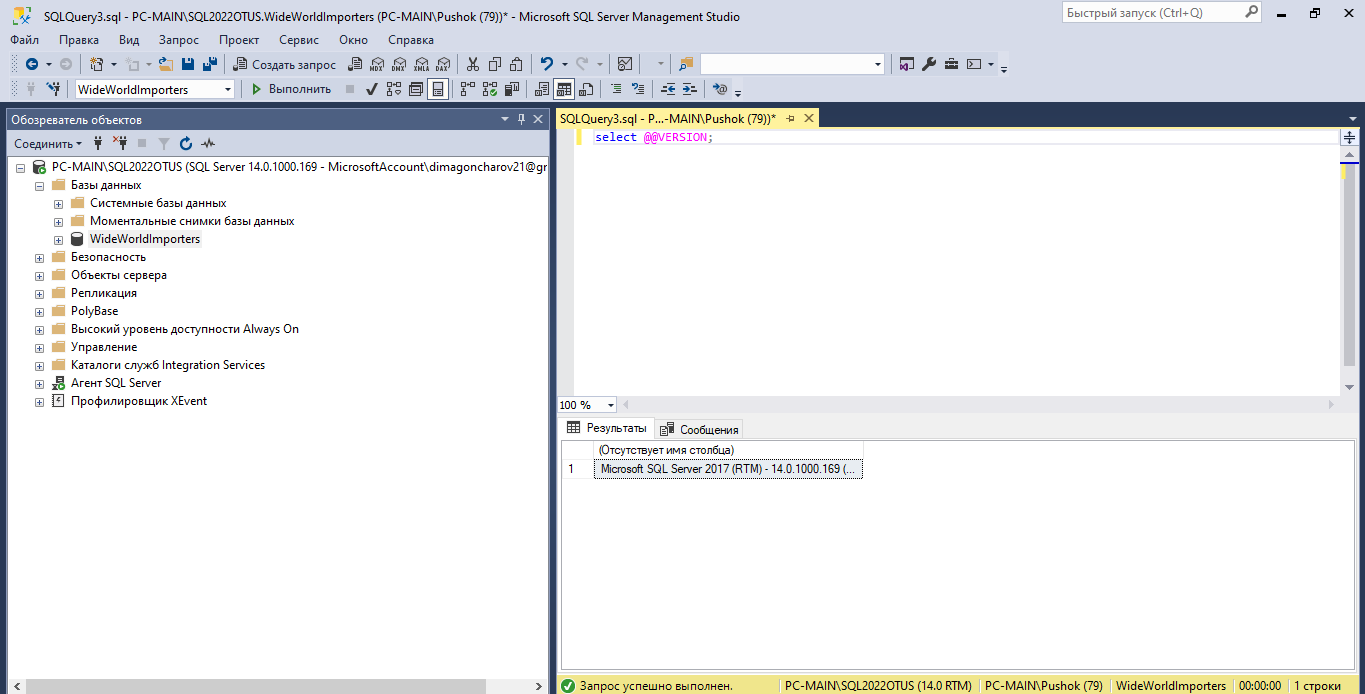 SQLQuery3.sql - PC-MAIN\SQL2022OTUS.WideWorldImporters (PC-MAIN\Pushok (79))* - Microsoft SQL Server Management Studio
Быстрый запуск (Ctrl+Q)
Файл Правка Вид Запрос Проект Сервис Окно Справка
Создать запрос MDX DMX XMLA DAX
WideWorldImporters Выполнить
Обозреватель объектов
Соединить
PC-MAIN\SQL2022OTUS (SQL Server 14.0.1000.169 - MicrosoftAccount\dimagoncharov21@gr
Базы данных
Системные базы данных
Моментальные снимки базы данных
WideWorldImporters
Безопасность
Объекты сервера
Репликация
PolyBase
Высокий уровень доступности Always On
Управление
Каталоги служб Integration Services
Агент SQL Server
Профилировщик XEvent
SQLQuery3.sql - P...-MAIN\Pushok (79))*
select @@VERSION;
100 %
Результаты Сообщения
(Отсутствует имя столбца)
1 Microsoft SQL Server 2017 (RTM) - 14.0.1000.169 (...
Запрос успешно выполнен. PC-MAIN\SQL2022OTUS (14.0 RTM) PC-MAIN\Pushok (79) WideWorldImporters 00:00:00 1 строки